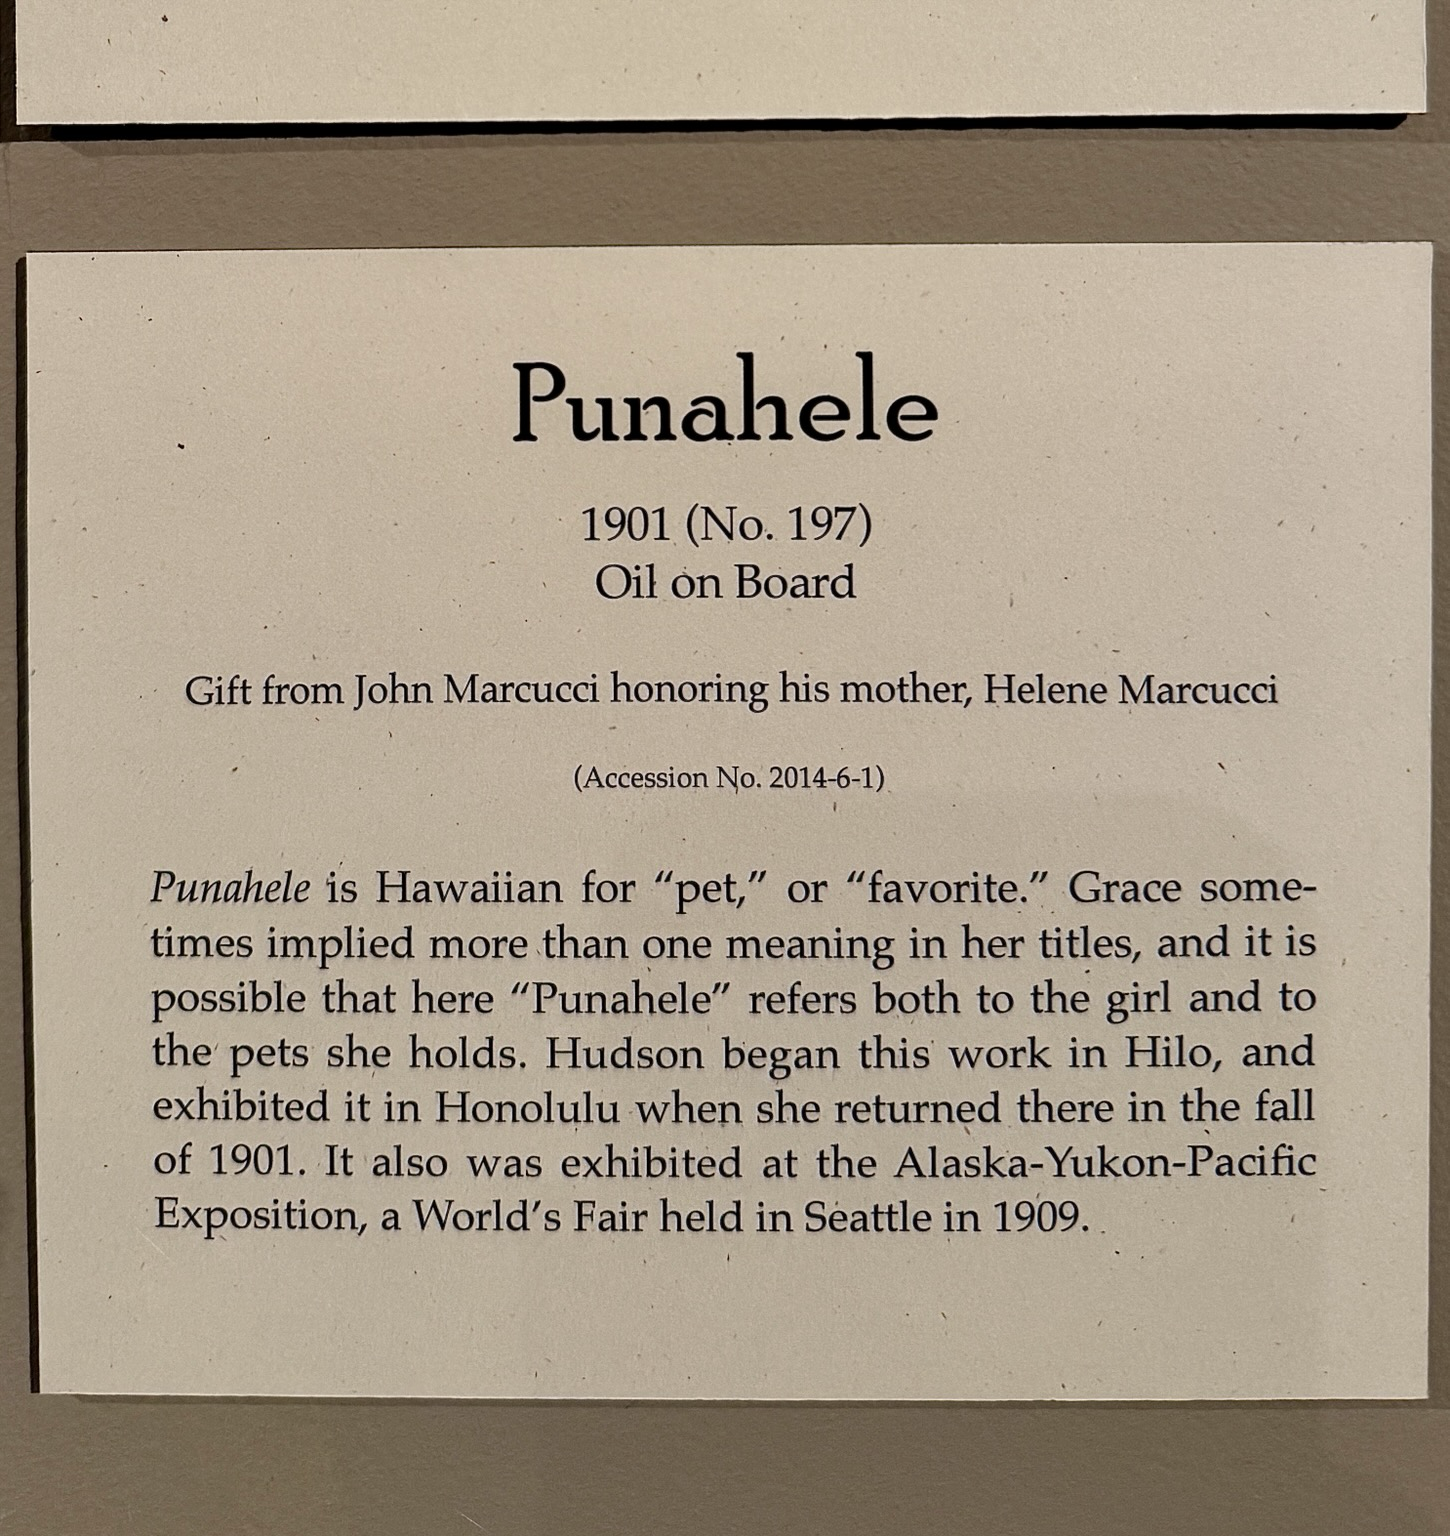 Punahele
1901 (No. 197)
Oil on Board
Gift from John Marcucci honoring his mother, Helene Marcucci
(Accession No. 2014-6-1)
Punahele is Hawaiian for “pet,” or “favorite.” Grace some-
times implied more than one meaning in her titles, and it is
possible that here “Punahele” refers both to the girl and to
the pets she holds. Hudson began this work in Hilo, and
exhibited it in Honolulu when she returned there in the fall
of 1901. It also was exhibited at the Alaska-Yukon-Pacific
Exposition, a World’s Fair held in Seattle in 1909.